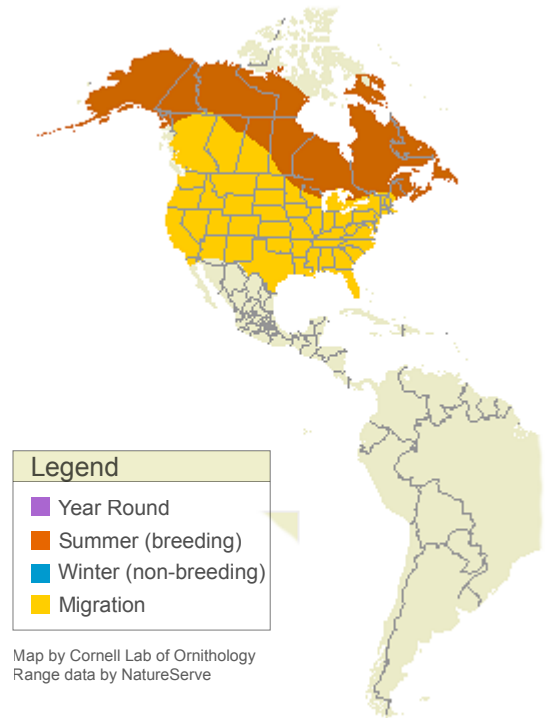 Legend
Year Round
Summer (breeding)
Winter (non-breeding)
Migration
Map by Cornell Lab of Ornithology
Range data by NatureServe